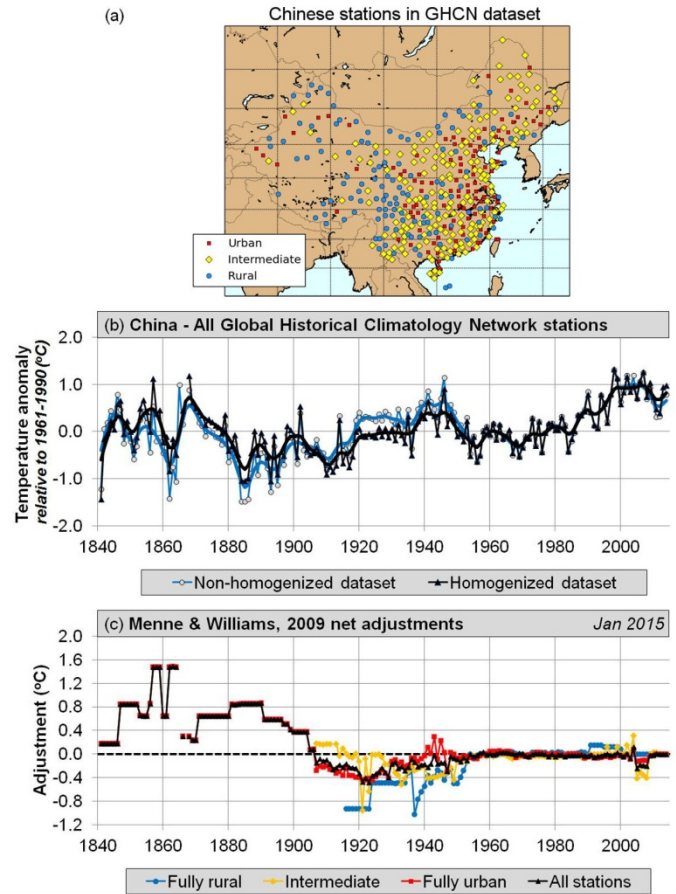 (a) Chinese stations in GHCN dataset
Urban
Intermediate
Rural
(b) China - All Global Historical Climatology Network stations
Temperature anomaly
relative to 1961-1990 (ºC)
2.0
1.0
0.0
-1.0
-2.0
1840 1860 1880 1900 1920 1940 1960 1980 2000
Non-homogenized dataset Homogenized dataset
(c) Menne & Williams, 2009 net adjustments Jan 2015
Adjustment (ºC)
2.0
1.6
1.2
0.8
0.4
0.0
-0.4
-0.8
-1.2
1840 1860 1880 1900 1920 1940 1960 1980 2000
Fully rural Intermediate Fully urban All stations